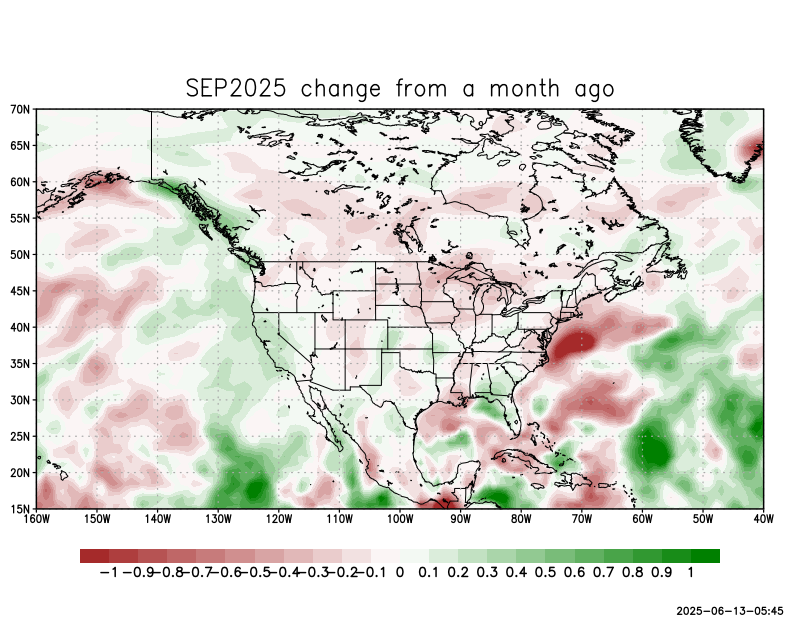 SEP2025 change from a month ago
70N
65N
60N
55N
50N
45N
40N
35N
30N
25N
20N
15N
160W 150W 140W 130W 120W 110W 100W 90W 80W 70W 60W 50W 40W
-1 -0.9 -0.8 -0.7 -0.6 -0.5 -0.4 -0.3 -0.2 -0.1 0 0.1 0.2 0.3 0.4 0.5 0.6 0.7 0.8 0.9 1
2025-06-13-05:45